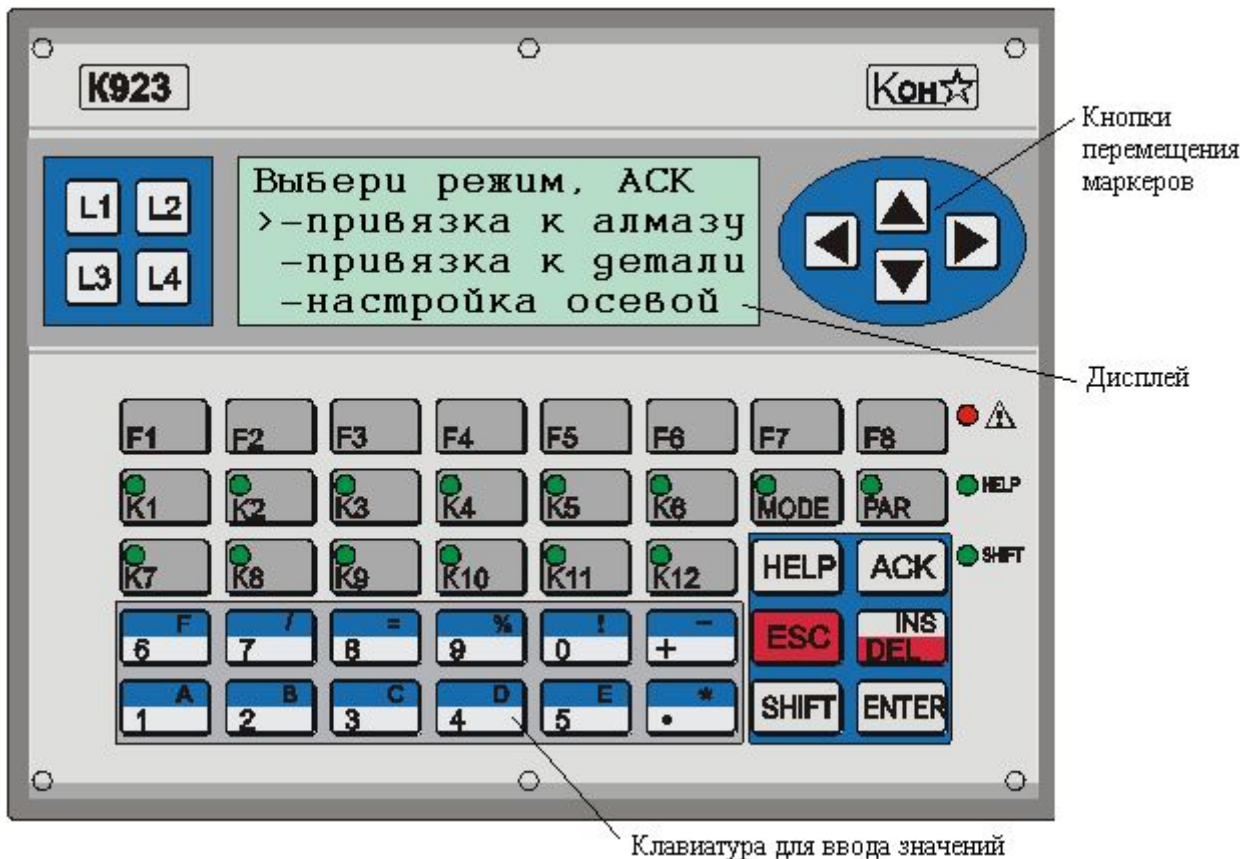 K923
Кон☆
Кнопки
перемещения
маркеров
L1 L2
L3 L4
Выбери режим, АСК
>-привязка к алмазу
-привязка к детали
-настройка осевой
Дисплей
F1 F2 F3 F4 F5 F6 F7 F8
K1 K2 K3 K4 K5 K6 MODE PAR HELP
K7 K8 K9 K10 K11 K12 HELP ACK SHIFT
F / = % ! −
6 7 8 9 0 + ESC INS
DEL
A B C D E *
1 2 3 4 5 • SHIFT ENTER
Клавиатура для ввода значений